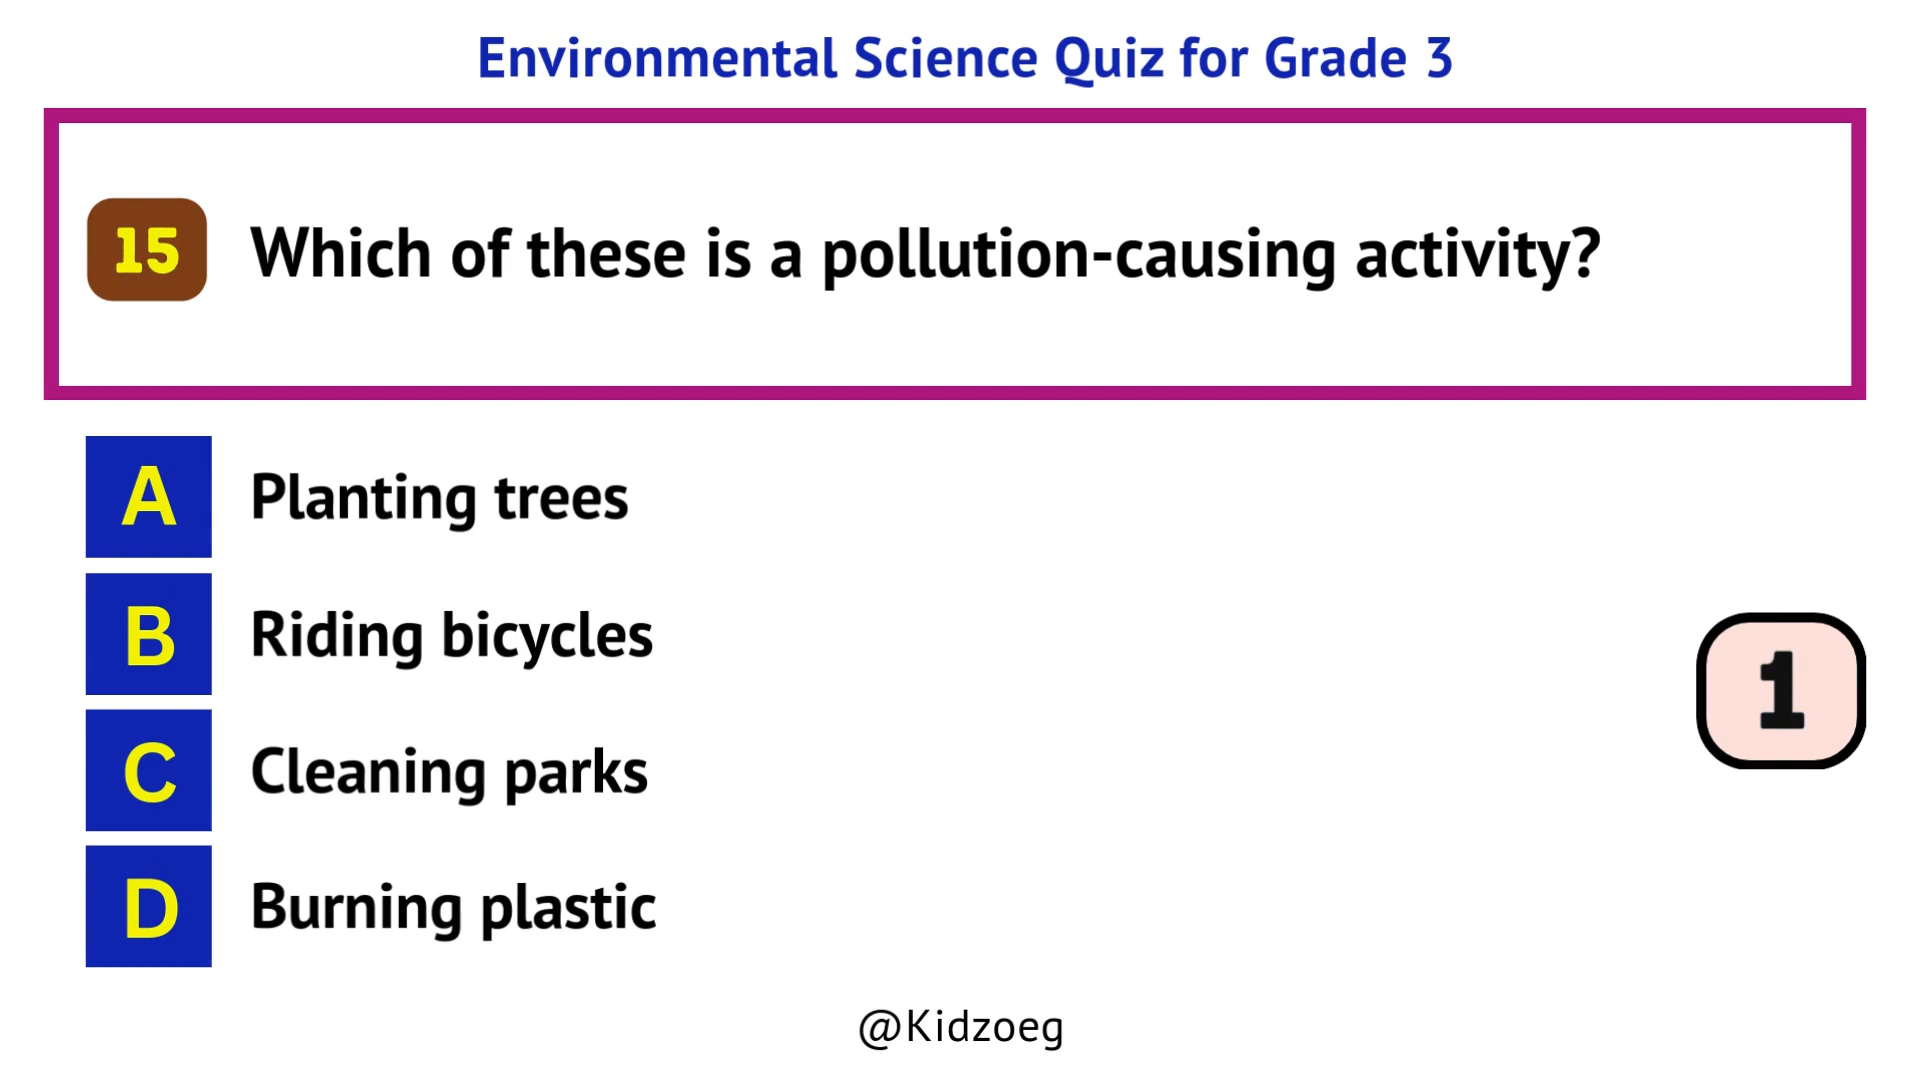 Environmental Science Quiz for Grade 3
15 Which of these is a pollution-causing activity?
A Planting trees
B Riding bicycles
1
C Cleaning parks
D Burning plastic
@Kidzoeg